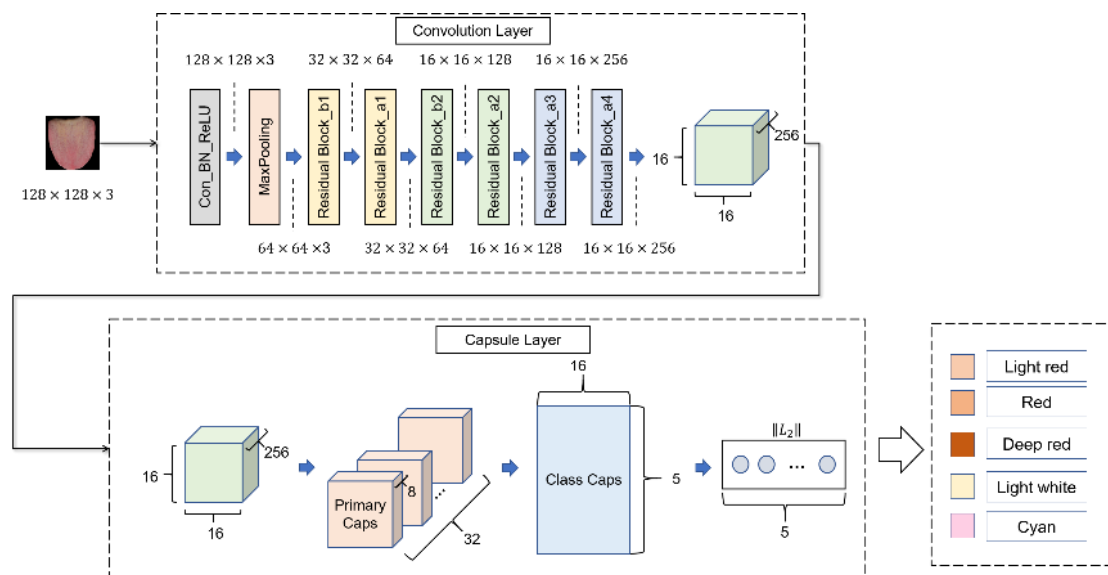 Convolution Layer
128 × 128 ×3
32 × 32 × 64
16 × 16 × 128
16 × 16 × 256
Con_BN_ReLU
MaxPooling
Residual Block_b1
Residual Block_a1
Residual Block_b2
Residual Block_a2
Residual Block_a3
Residual Block_a4
256
16
16
128 × 128 × 3
64 × 64 ×3
32 × 32 × 64
16 × 16 × 128
16 × 16 × 256
Capsule Layer
256
16
16
Primary
Caps
8
...
32
16
Class Caps
5
‖L₂‖
...
5
Light red
Red
Deep red
Light white
Cyan